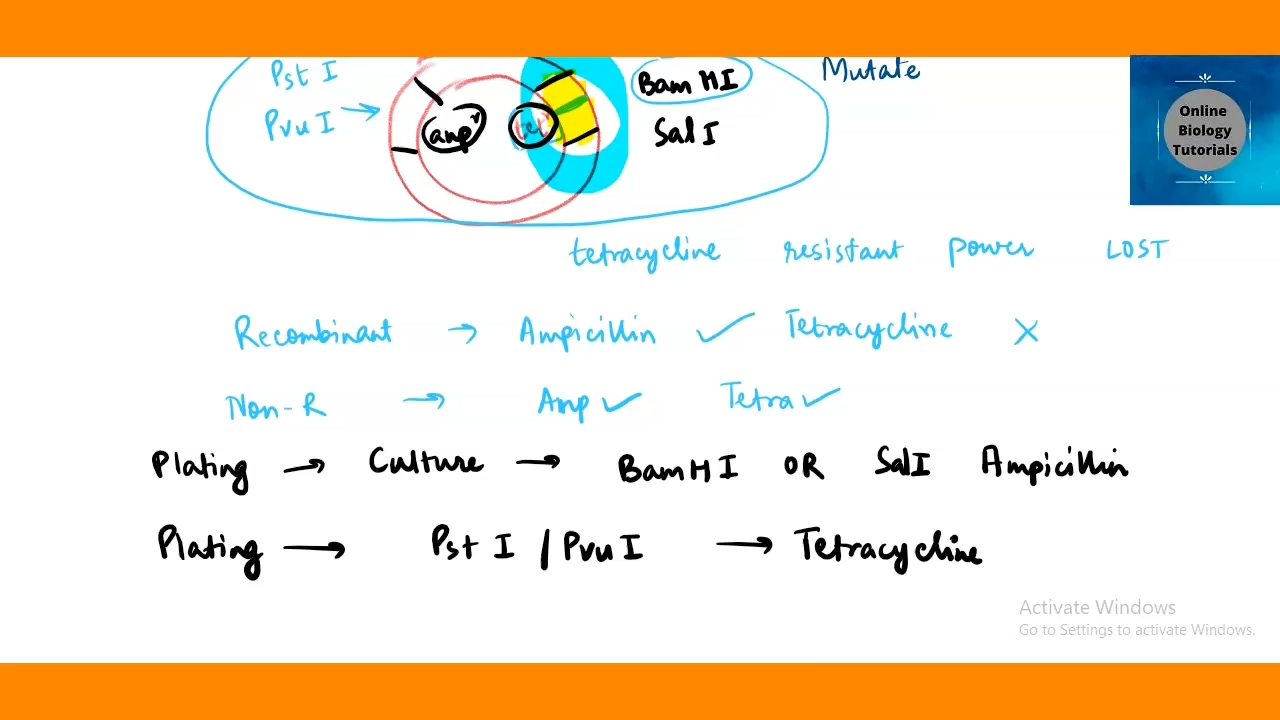 Pst I
Pvu I →
amp^r
tet^r
Bam HI
Sal I
Mutate
Online
Biology
Tutorials
tetracycline resistant power LOST
Recombinant → Ampicillin ✓ Tetracycline ×
Non-R → Amp ✓ Tetra ✓
Plating → Culture → BamHI OR SalI Ampicillin
Plating → Pst I / Pvu I → Tetracycline
Activate Windows
Go to Settings to activate Windows.